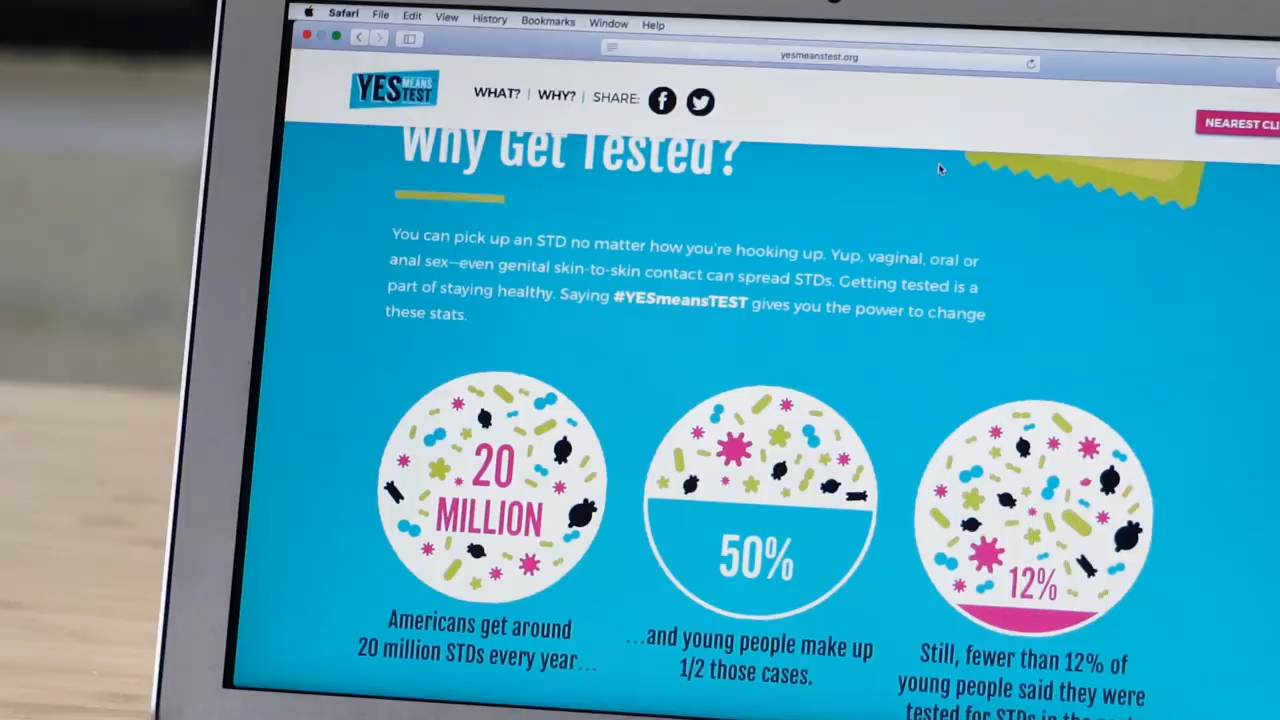 Safari File Edit View History Bookmarks Window Help
yesmeanstest.org
YES MEANS TEST
WHAT? | WHY? | SHARE:
NEAREST CLI
Why Get Tested?
You can pick up an STD no matter how you're hooking up. Yup, vaginal, oral or
anal sex—even genital skin-to-skin contact can spread STDs. Getting tested is a
part of staying healthy. Saying #YESmeansTEST gives you the power to change
these stats.
20
MILLION
50%
12%
Americans get around
20 million STDs every year...
...and young people make up
1/2 those cases.
Still, fewer than 12% of
young people said they were
tested for STDs in the